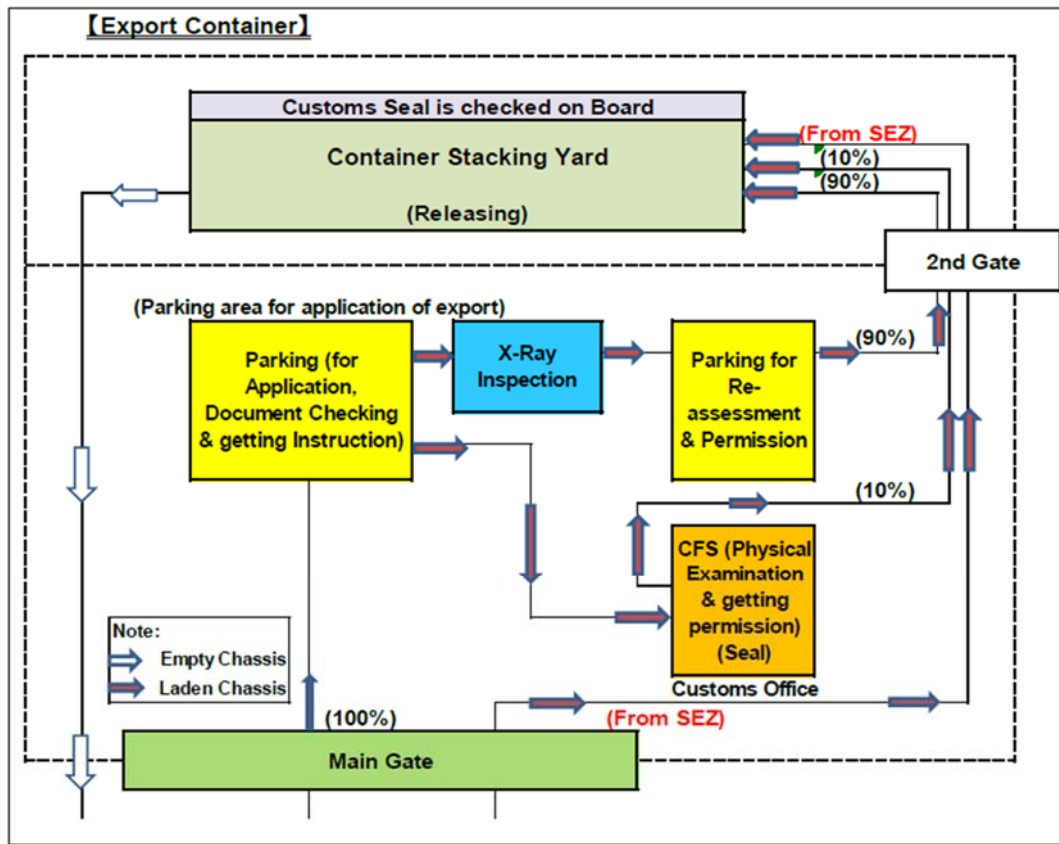 【Export Container】
Customs Seal is checked on Board
Container Stacking Yard
(Releasing)
(From SEZ)
(10%)
(90%)
2nd Gate
(Parking area for application of export)
Parking (for
Application,
Document Checking
& getting Instruction)
X-Ray
Inspection
Parking for
Re-
assessment
& Permission
(90%)
(10%)
CFS (Physical
Examination
& getting
permission)
(Seal)
Customs Office
Note:
Empty Chassis
Laden Chassis
(100%)
(From SEZ)
Main Gate